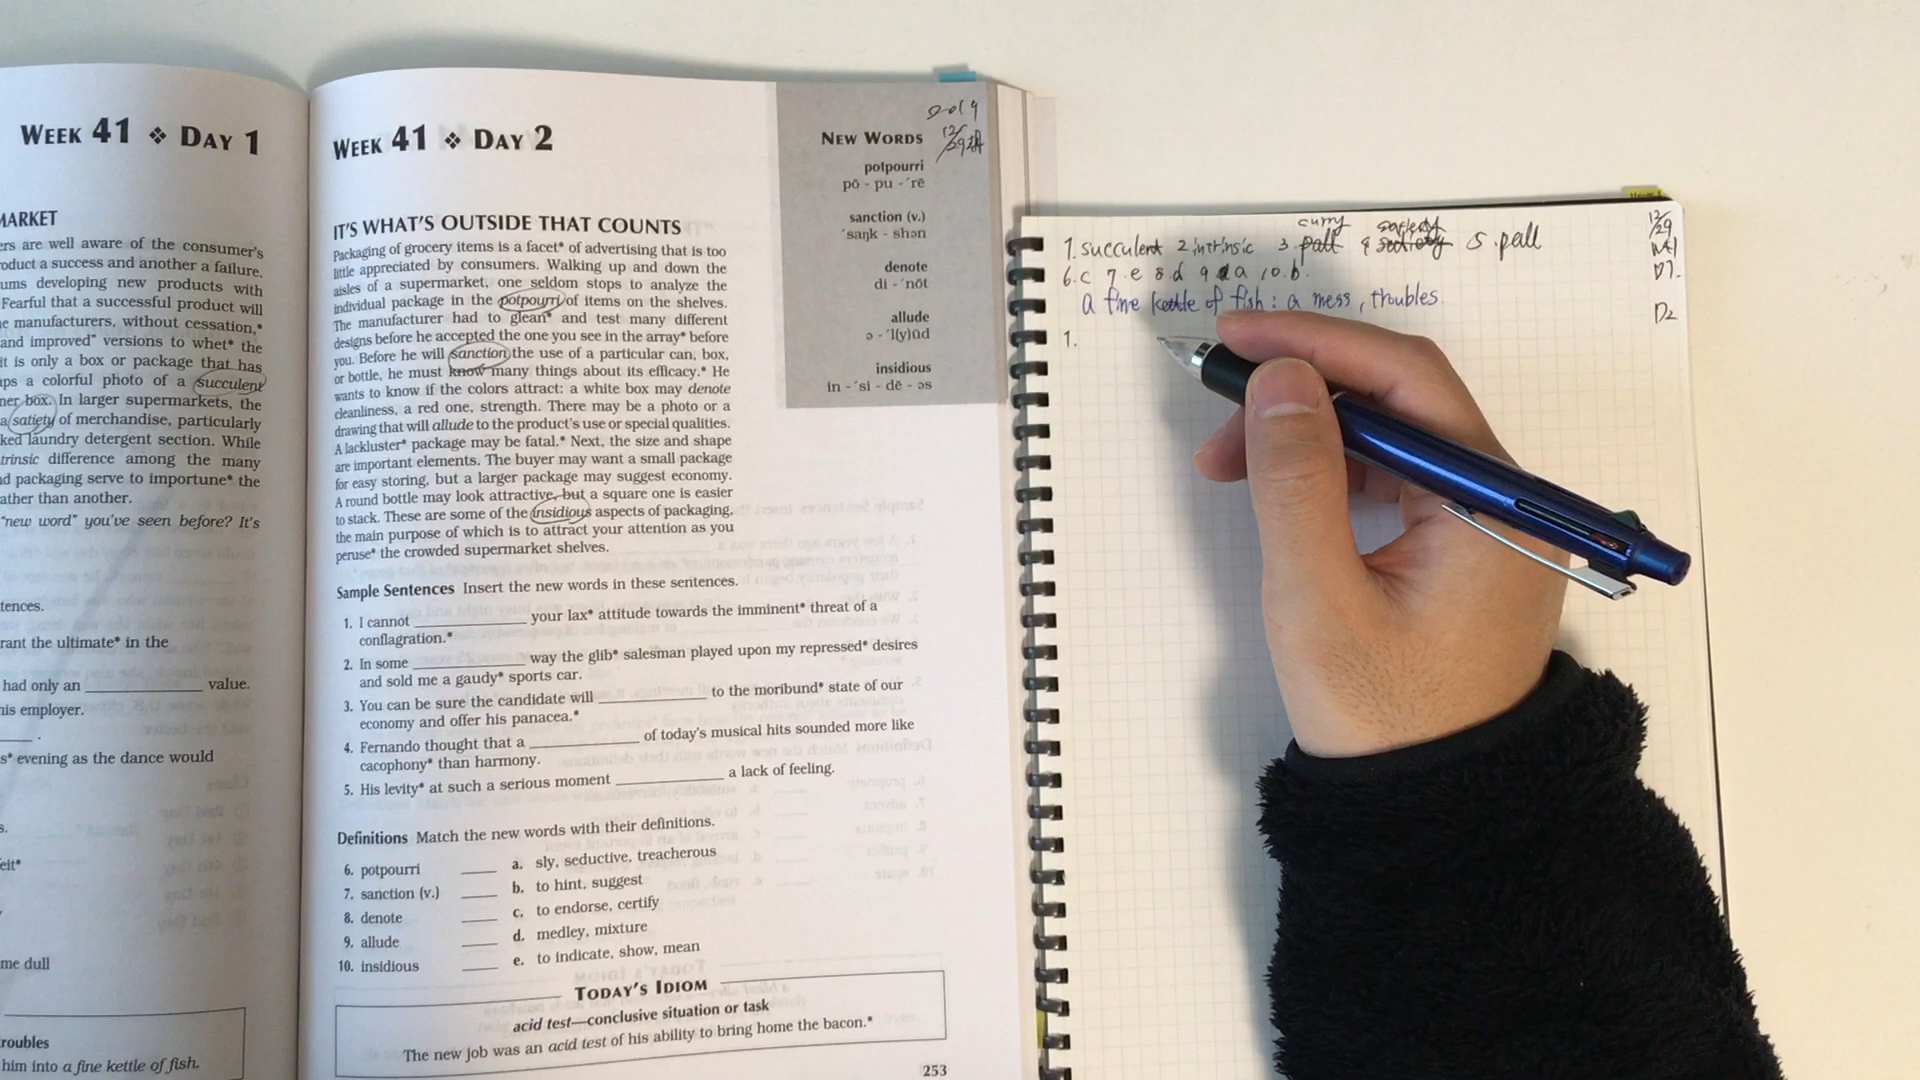 WEEK 41 ❖ DAY 1
MARKET
ers are well aware of the consumer's
oduct a success and another a failure.
ums developing new products with
Fearful that a successful product will
e manufacturers, without cessation,*
and improved" versions to whet* the
it is only a box or package that has
aps a colorful photo of a succulent
ner box. In larger supermarkets, the
a satiety of merchandise, particularly
ked laundry detergent section. While
trinsic difference among the many
nd packaging serve to importune* the
ather than another.
"new word" you've seen before? It's
tences.
rant the ultimate* in the
had only an ____________ value.
his employer.
____ .
s* evening as the dance would
s.
eit*
me dull
troubles
him into a fine kettle of fish.
WEEK 41 ❖ DAY 2
IT'S WHAT'S OUTSIDE THAT COUNTS
Packaging of grocery items is a facet* of advertising that is too
little appreciated by consumers. Walking up and down the
aisles of a supermarket, one seldom stops to analyze the
individual package in the potpourri of items on the shelves.
The manufacturer had to glean* and test many different
designs before he accepted the one you see in the array* before
you. Before he will sanction the use of a particular can, box,
or bottle, he must know many things about its efficacy.* He
wants to know if the colors attract: a white box may denote
cleanliness, a red one, strength. There may be a photo or a
drawing that will allude to the product's use or special qualities.
A lackluster* package may be fatal.* Next, the size and shape
are important elements. The buyer may want a small package
for easy storing, but a larger package may suggest economy.
A round bottle may look attractive, but a square one is easier
to stack. These are some of the insidious aspects of packaging,
the main purpose of which is to attract your attention as you
peruse* the crowded supermarket shelves.
Sample Sentences Insert the new words in these sentences.
1. I cannot ____________ your lax* attitude towards the imminent* threat of a
conflagration.*
2. In some ____________ way the glib* salesman played upon my repressed* desires
and sold me a gaudy* sports car.
3. You can be sure the candidate will ____________ to the moribund* state of our
economy and offer his panacea.*
4. Fernando thought that a ____________ of today's musical hits sounded more like
cacophony* than harmony.
5. His levity* at such a serious moment ____________ a lack of feeling.
Definitions Match the new words with their definitions.
6. potpourri ____ a. sly, seductive, treacherous
7. sanction (v.) ____ b. to hint, suggest
8. denote ____ c. to endorse, certify
9. allude ____ d. medley, mixture
10. insidious ____ e. to indicate, show, mean
TODAY'S IDIOM
acid test—conclusive situation or task
The new job was an acid test of his ability to bring home the bacon.*
253
2019
12/29
NEW WORDS
potpourri
pō - pu -´rē
sanction (v.)
´saŋk - shən
denote
di -´nōt
allude
ə -´l(y)üd
insidious
in -´si - dē - əs
curry satiety
1. succulent 2 intrinsic 3. pall 4 5. pall
6. c 7. e 8 d 9 a 10. b.
a fine kettle of fish: a mess, troubles.
1.
12/29
W41
D1.
D2